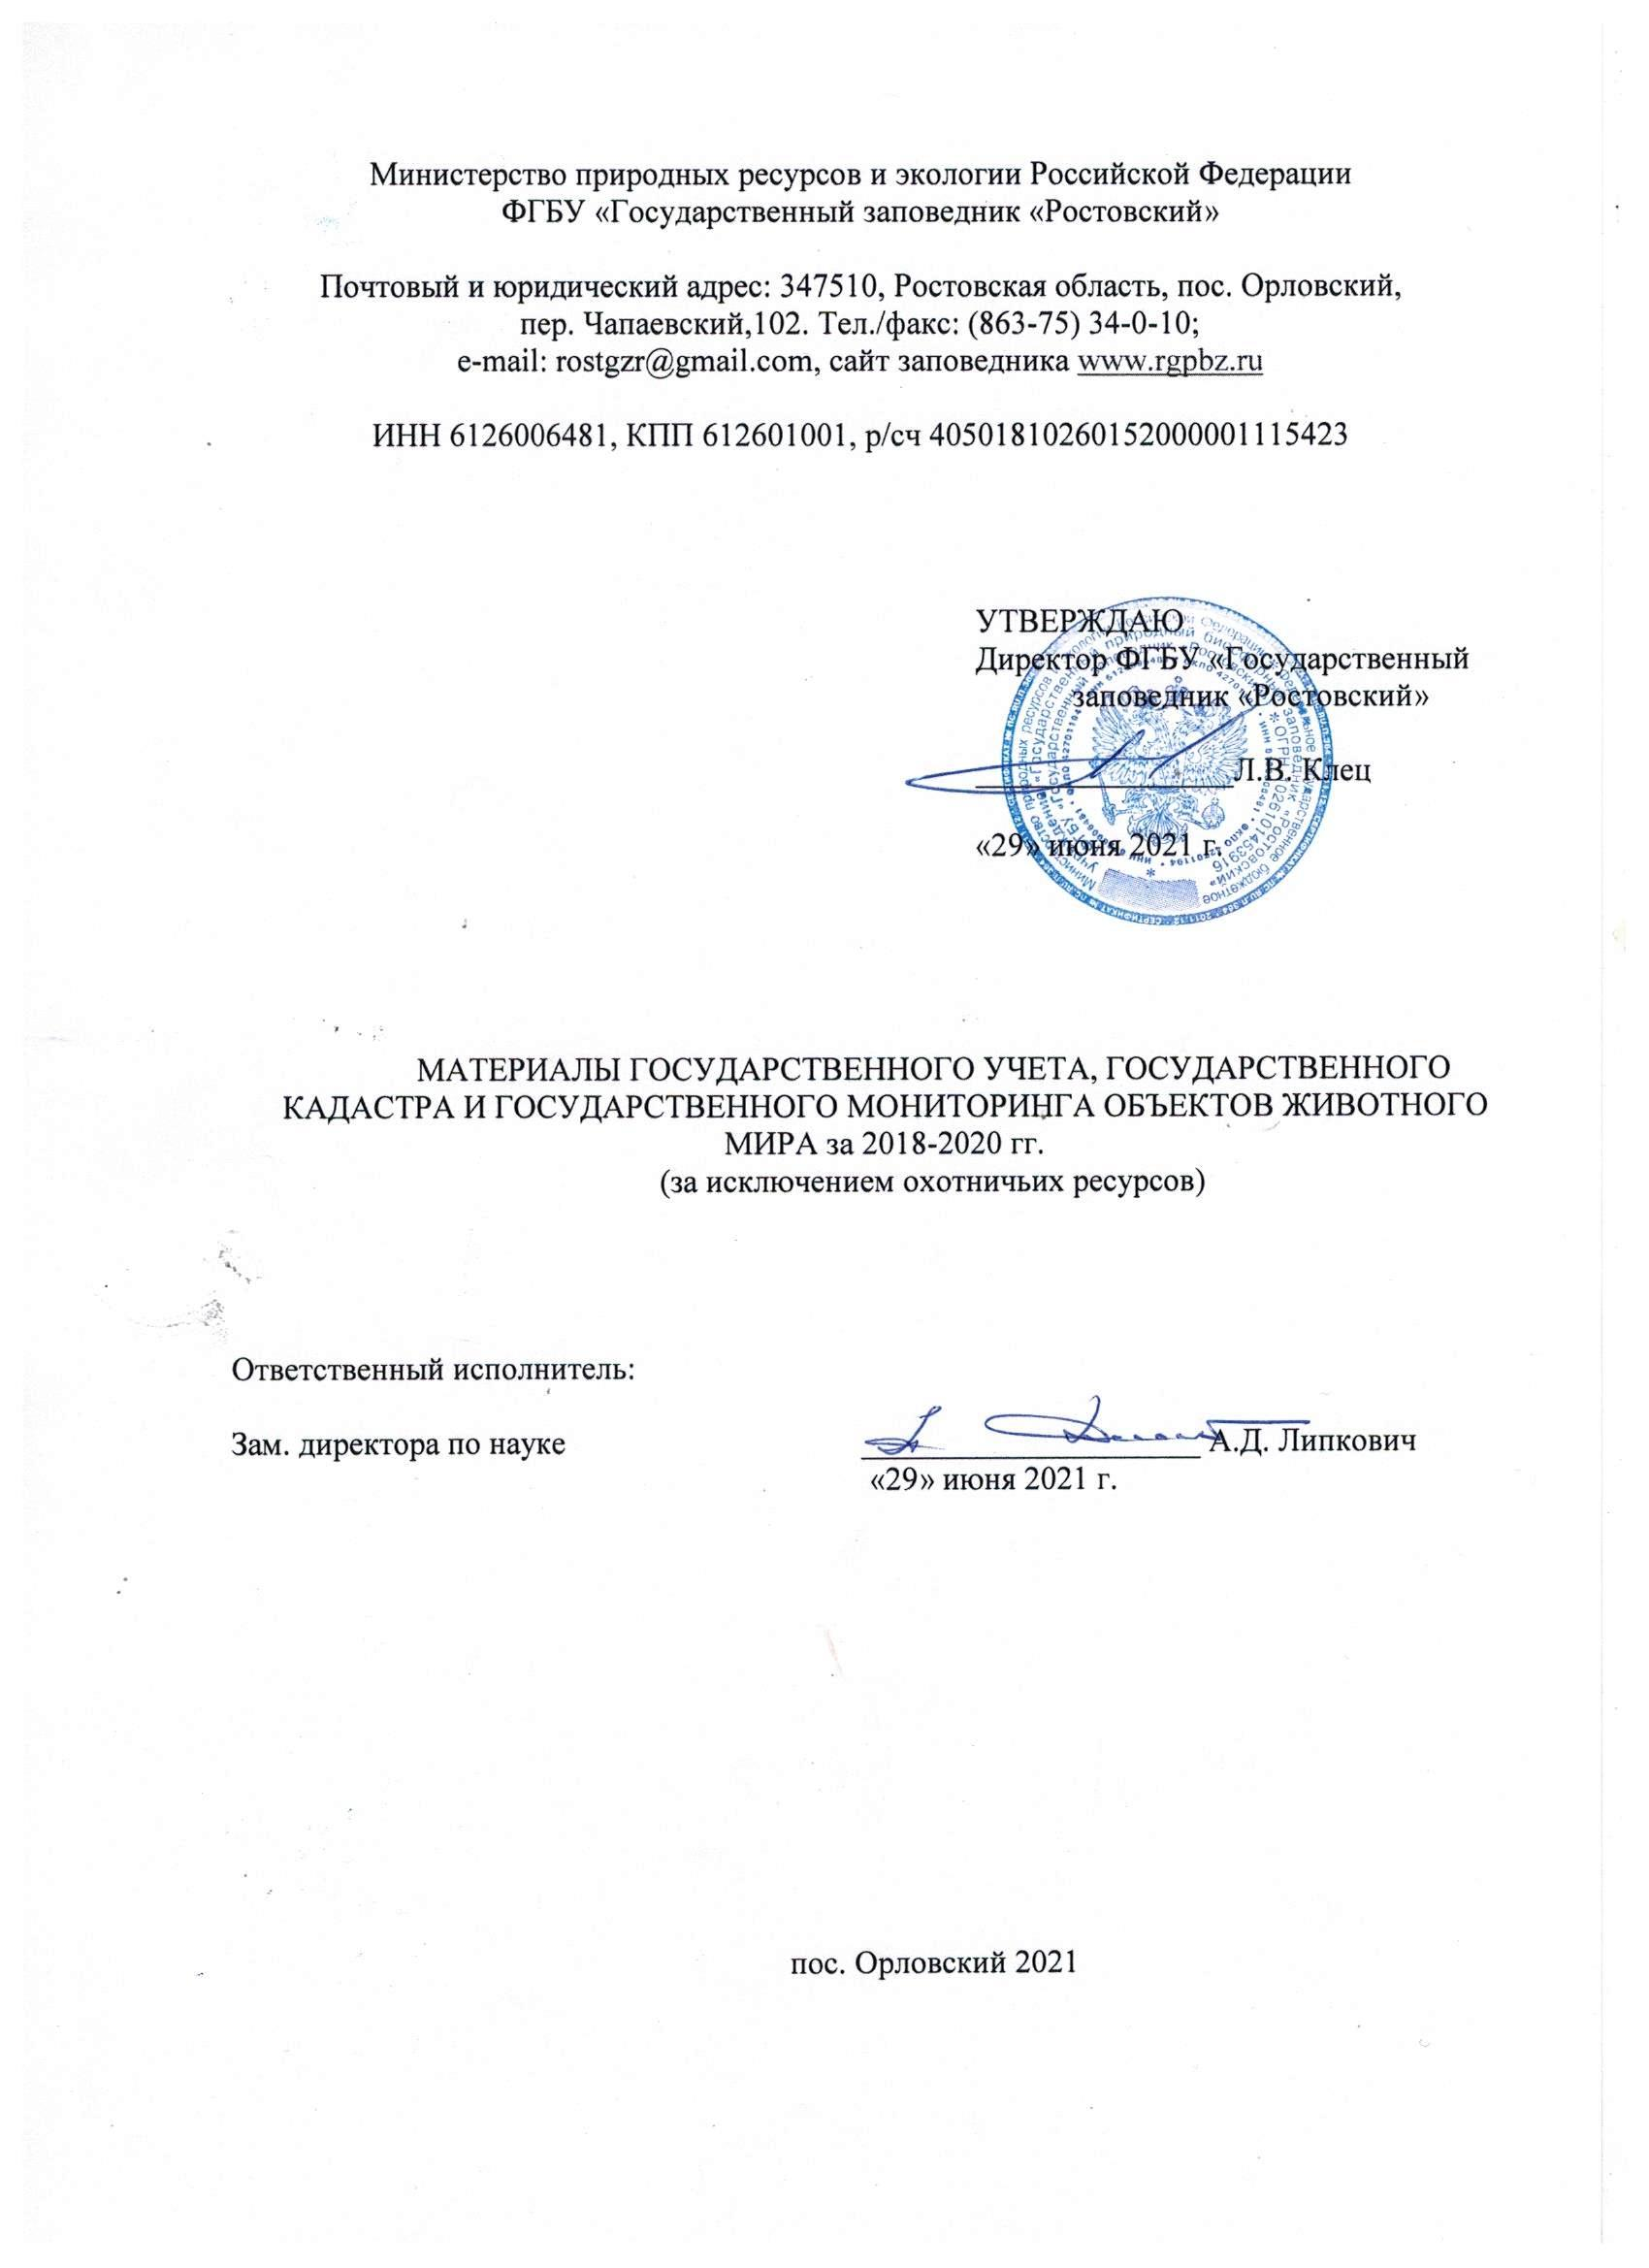 Министерство природных ресурсов и экологии Российской Федерации
ФГБУ «Государственный заповедник «Ростовский»
Почтовый и юридический адрес: 347510, Ростовская область, пос. Орловский,
пер. Чапаевский,102. Тел./факс: (863-75) 34-0-10;
e-mail: rostgzr@gmail.com, сайт заповедника www.rgpbz.ru
ИНН 6126006481, КПП 612601001, р/сч 40501810260152000001115423
УТВЕРЖДАЮ
Директор ФГБУ «Государственный
заповедник «Ростовский»
Л.В. Клец
«29» июня 2021 г.
МАТЕРИАЛЫ ГОСУДАРСТВЕННОГО УЧЕТА, ГОСУДАРСТВЕННОГО
КАДАСТРА И ГОСУДАРСТВЕННОГО МОНИТОРИНГА ОБЪЕКТОВ ЖИВОТНОГО
МИРА за 2018-2020 гг.
(за исключением охотничьих ресурсов)
Ответственный исполнитель:
Зам. директора по науке А.Д. Липкович
«29» июня 2021 г.
пос. Орловский 2021